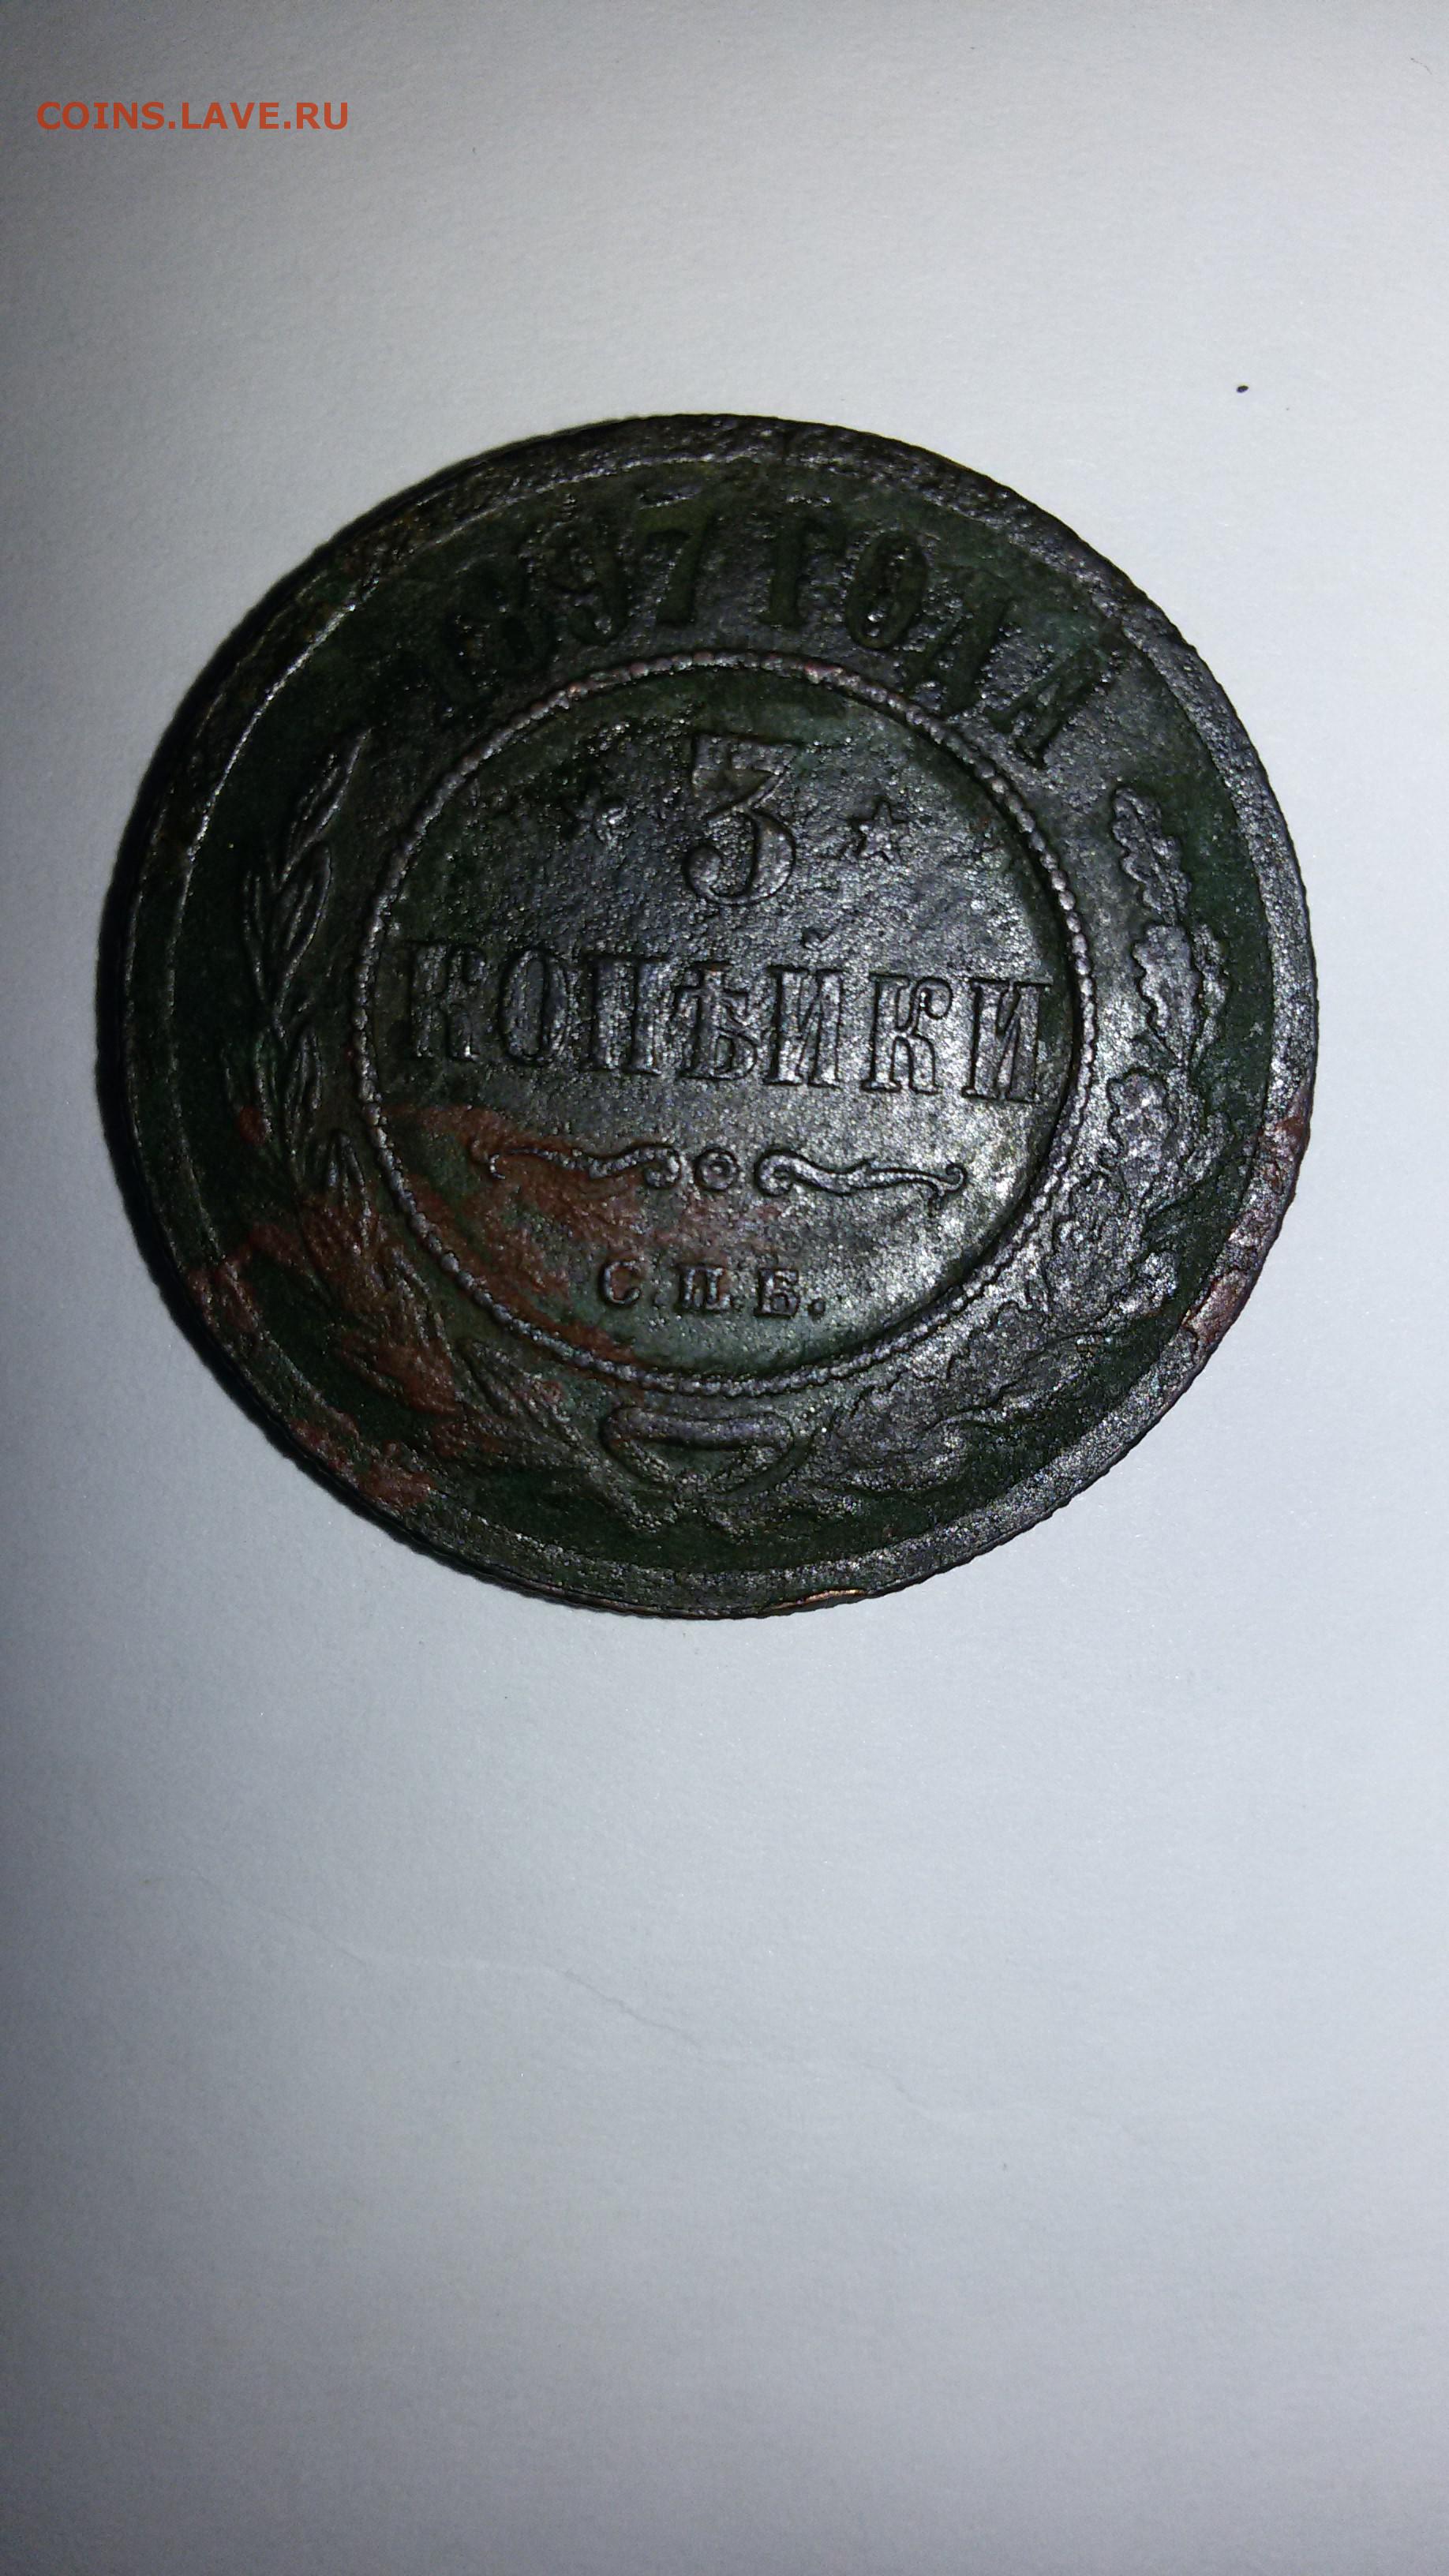 COINS.LAVE.RU
1897 ГОДА
3
КОПѢЙКИ
С.П.Б.